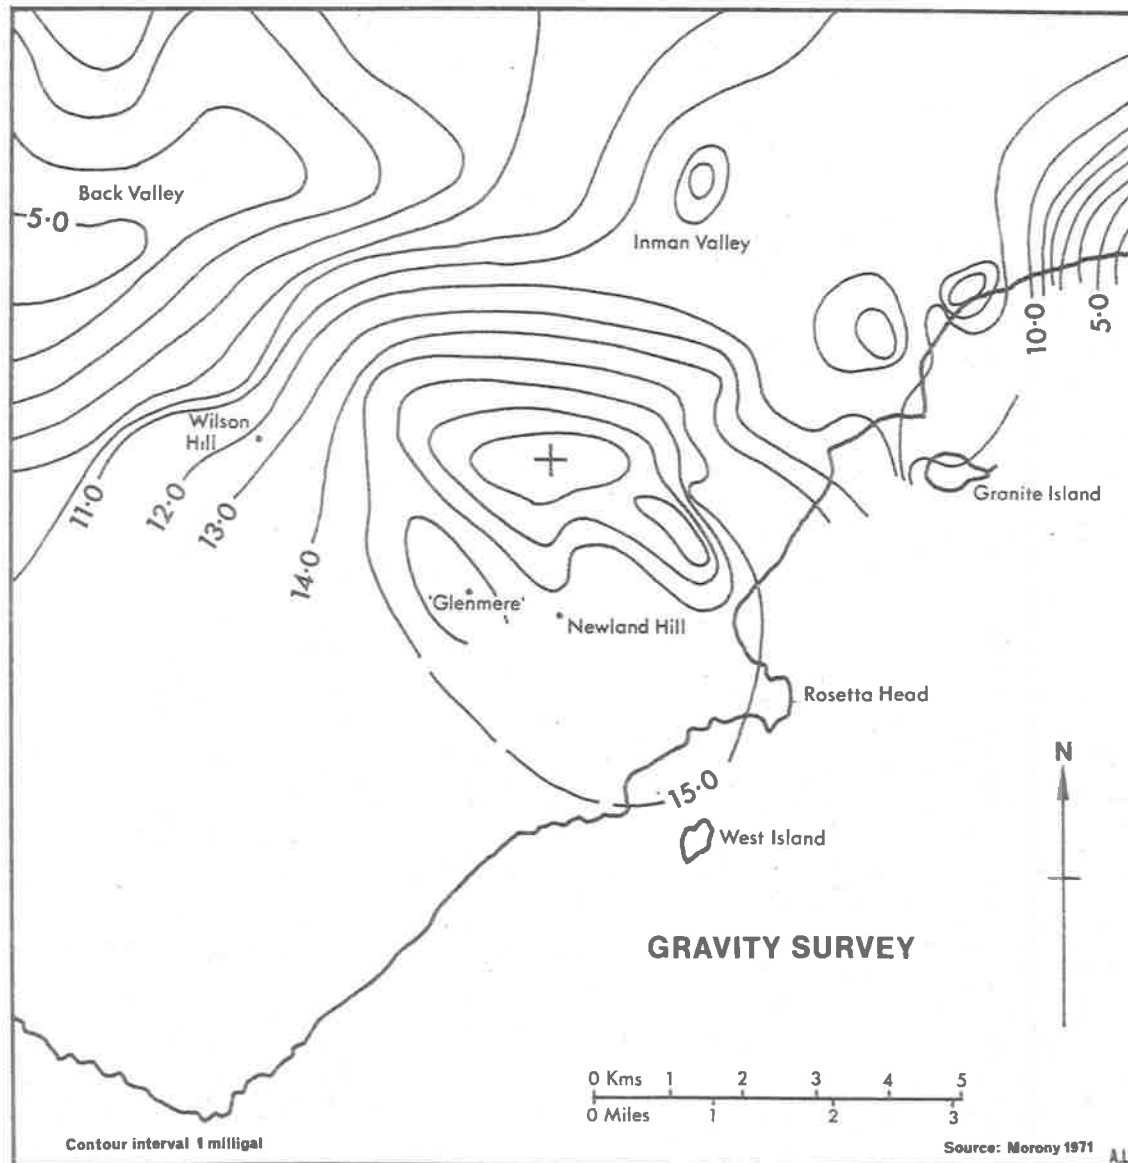 Back Valley
5·0
Inman Valley
10·0
5·0
Wilson
Hill
11·0
12·0
13·0
14·0
Granite Island
'Glenmere'
Newland Hill
Rosetta Head
N
15·0
West Island
GRAVITY SURVEY
0 Kms 1 2 3 4 5
0 Miles 1 2 3
Contour interval 1 milligal
Source: Morony 1971
A.L